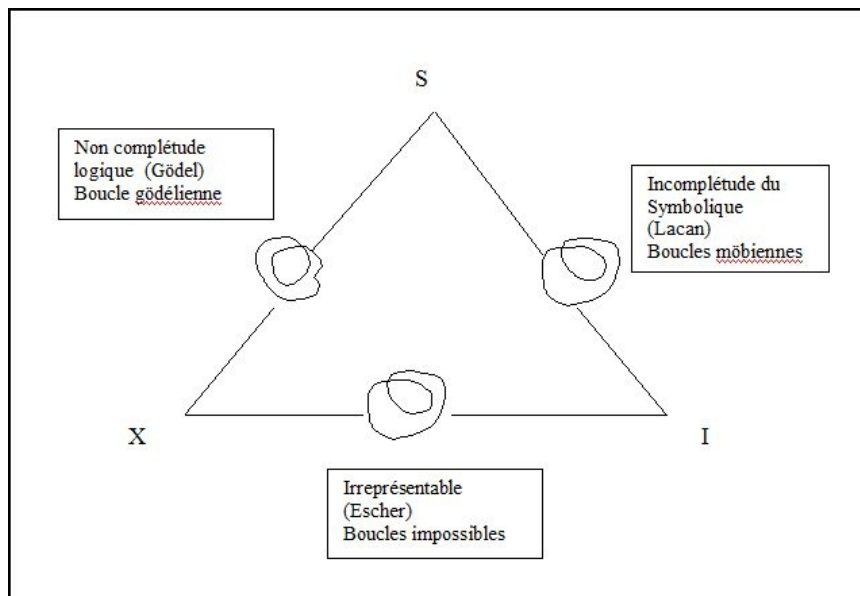 S
Non complétude
logique (Gödel)
Boucle gödélienne
Incomplétude du
Symbolique
(Lacan)
Boucles möbiennes
X
I
Irreprésentable
(Escher)
Boucles impossibles